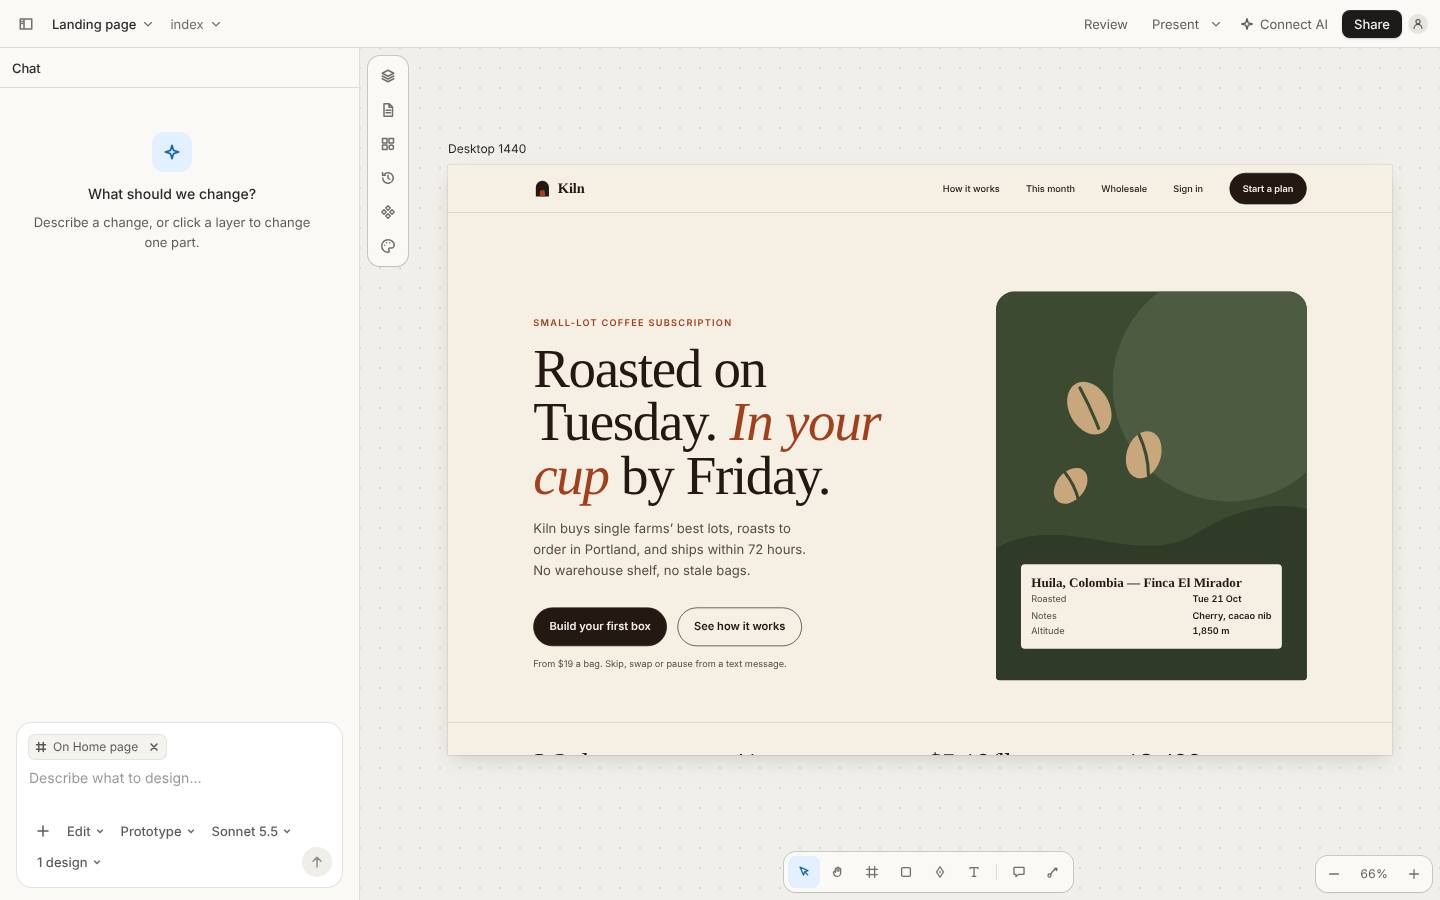 Landing page
index
Review
Present
Connect AI
Share
Chat
What should we change?
Describe a change, or click a layer to change
one part.
On Home page
Describe what to design...
Edit
Prototype
Sonnet 5.5
1 design
Desktop 1440
Kiln
How it works
This month
Wholesale
Sign in
Start a plan
SMALL-LOT COFFEE SUBSCRIPTION
Roasted on
Tuesday. In your
cup by Friday.
Kiln buys single farms’ best lots, roasts to
order in Portland, and ships within 72 hours.
No warehouse shelf, no stale bags.
Build your first box
See how it works
From $19 a bag. Skip, swap or pause from a text message.
Huila, Colombia — Finca El Mirador
Roasted
Tue 21 Oct
Notes
Cherry, cacao nib
Altitude
1,850 m
66%